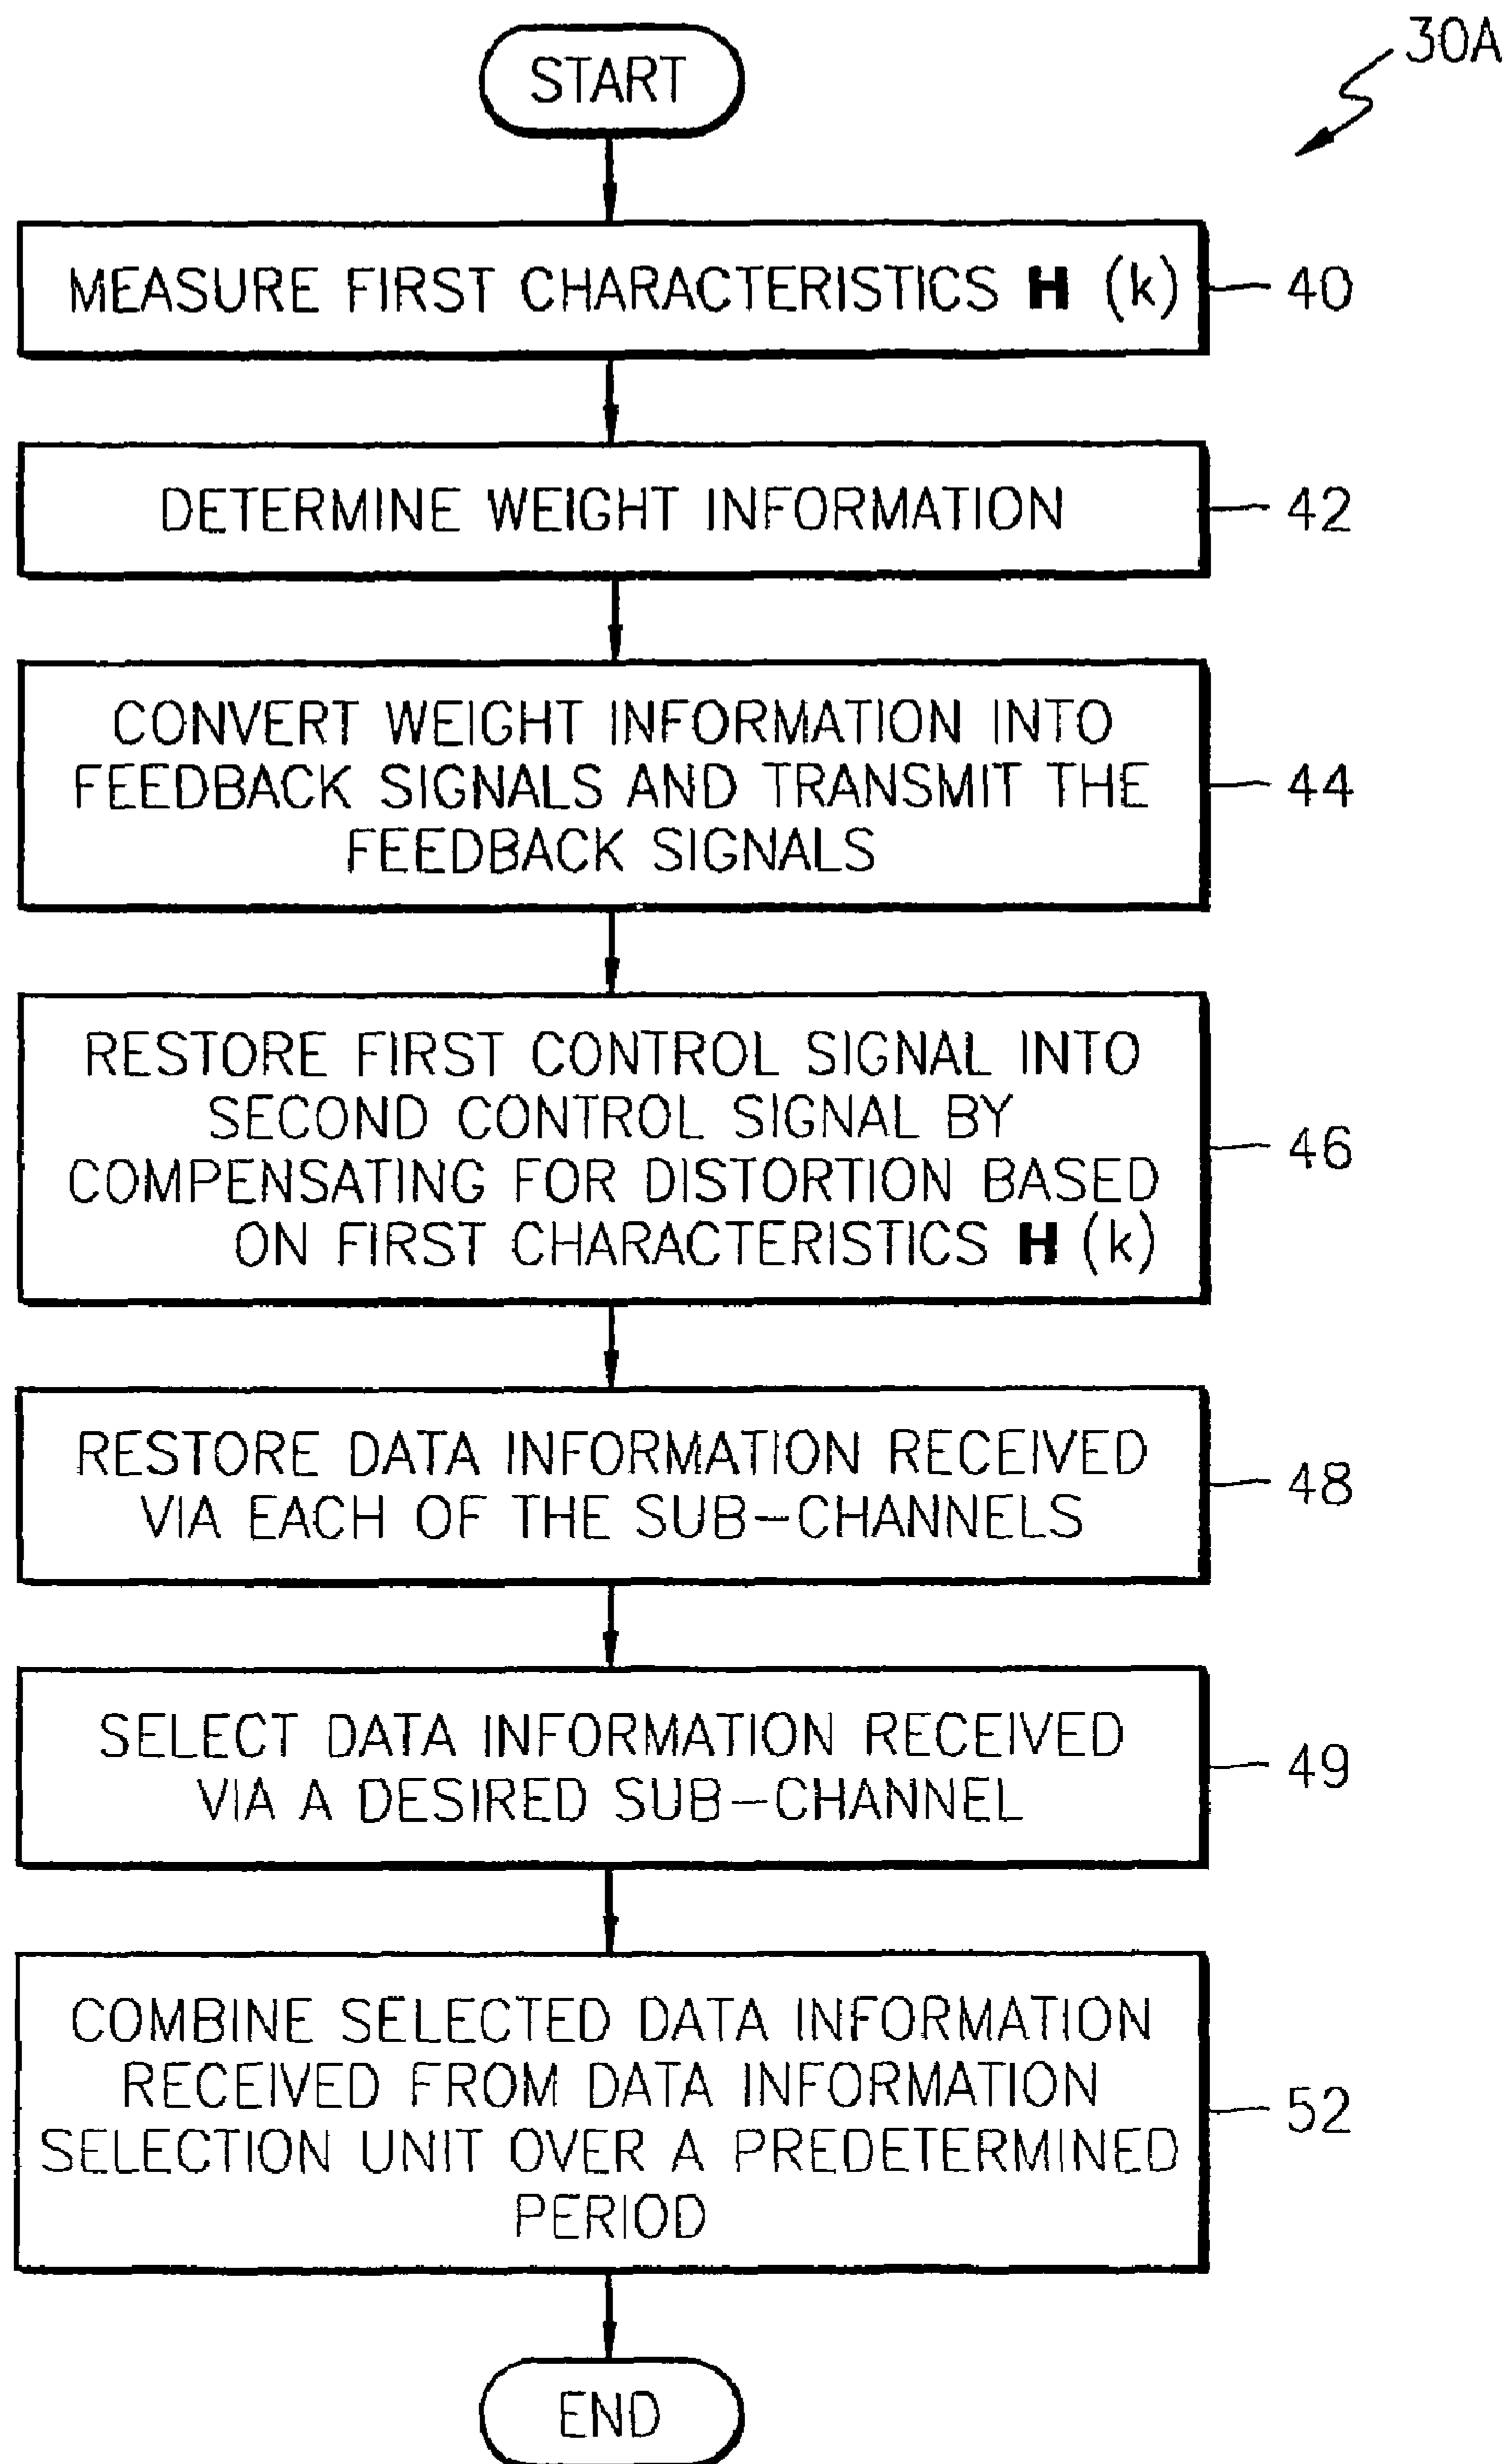 30A
START
MEASURE FIRST CHARACTERISTICS H (k)
40
DETERMINE WEIGHT INFORMATION
42
CONVERT WEIGHT INFORMATION INTO
FEEDBACK SIGNALS AND TRANSMIT THE
FEEDBACK SIGNALS
44
RESTORE FIRST CONTROL SIGNAL INTO
SECOND CONTROL SIGNAL BY
COMPENSATING FOR DISTORTION BASED
ON FIRST CHARACTERISTICS H (k)
46
RESTORE DATA INFORMATION RECEIVED
VIA EACH OF THE SUB-CHANNELS
48
SELECT DATA INFORMATION RECEIVED
VIA A DESIRED SUB-CHANNEL
49
COMBINE SELECTED DATA INFORMATION
RECEIVED FROM DATA INFORMATION
SELECTION UNIT OVER A PREDETERMINED
PERIOD
52
END